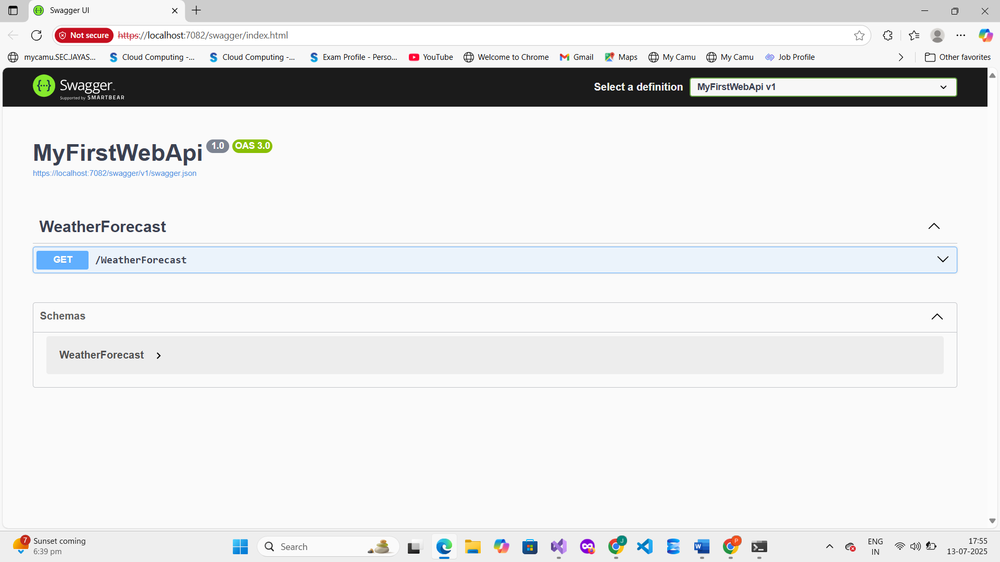 Swagger UI
Not secure https://localhost:7082/swagger/index.html
mycamu.SEC.JAYAS... Cloud Computing -... Cloud Computing -... Exam Profile - Perso... YouTube Welcome to Chrome Gmail Maps My Camu My Camu Job Profile Other favorites
Swagger
Supported by SMARTBEAR
Select a definition MyFirstWebApi v1
MyFirstWebApi 1.0 OAS 3.0
https://localhost:7082/swagger/v1/swagger.json
WeatherForecast
GET /WeatherForecast
Schemas
WeatherForecast
7 Sunset coming
6:39 pm
Search
J
P
ENG
IN
17:55
13-07-2025